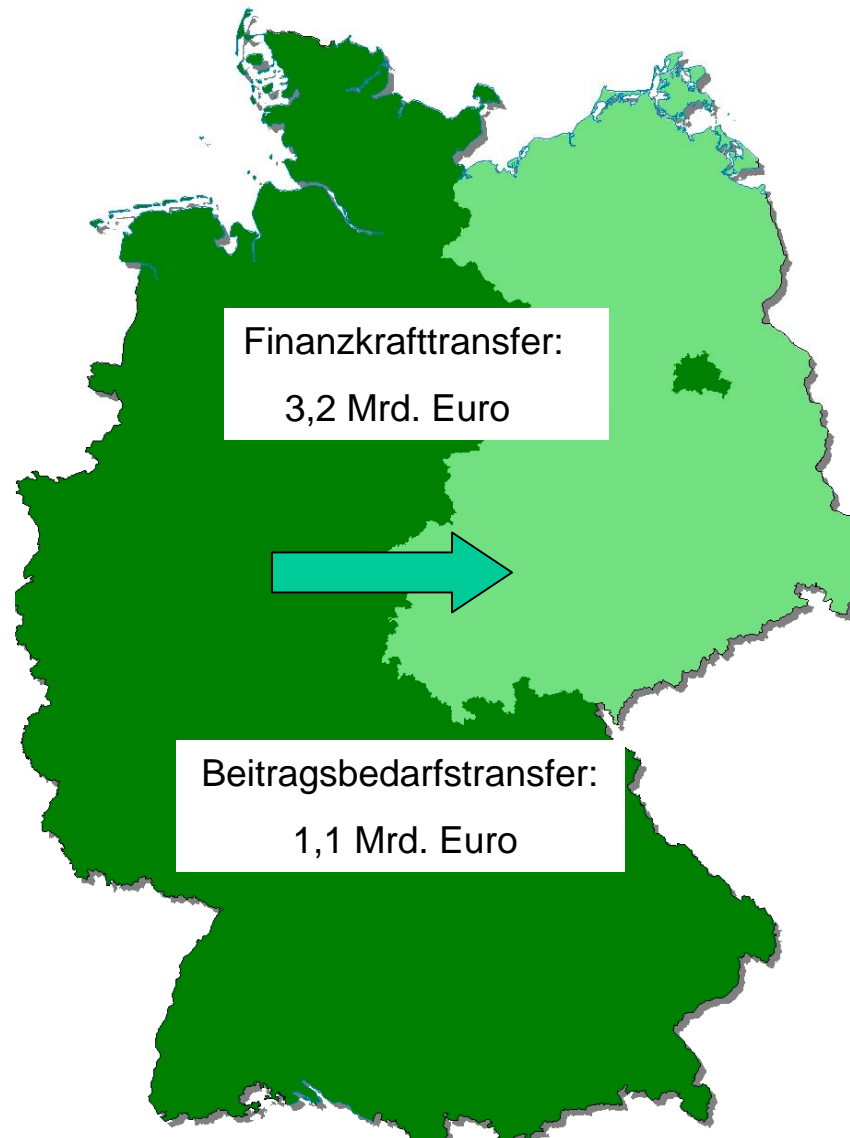 Finanzkrafttransfer:
3,2 Mrd. Euro
Beitragsbedarfstransfer:
1,1 Mrd. Euro